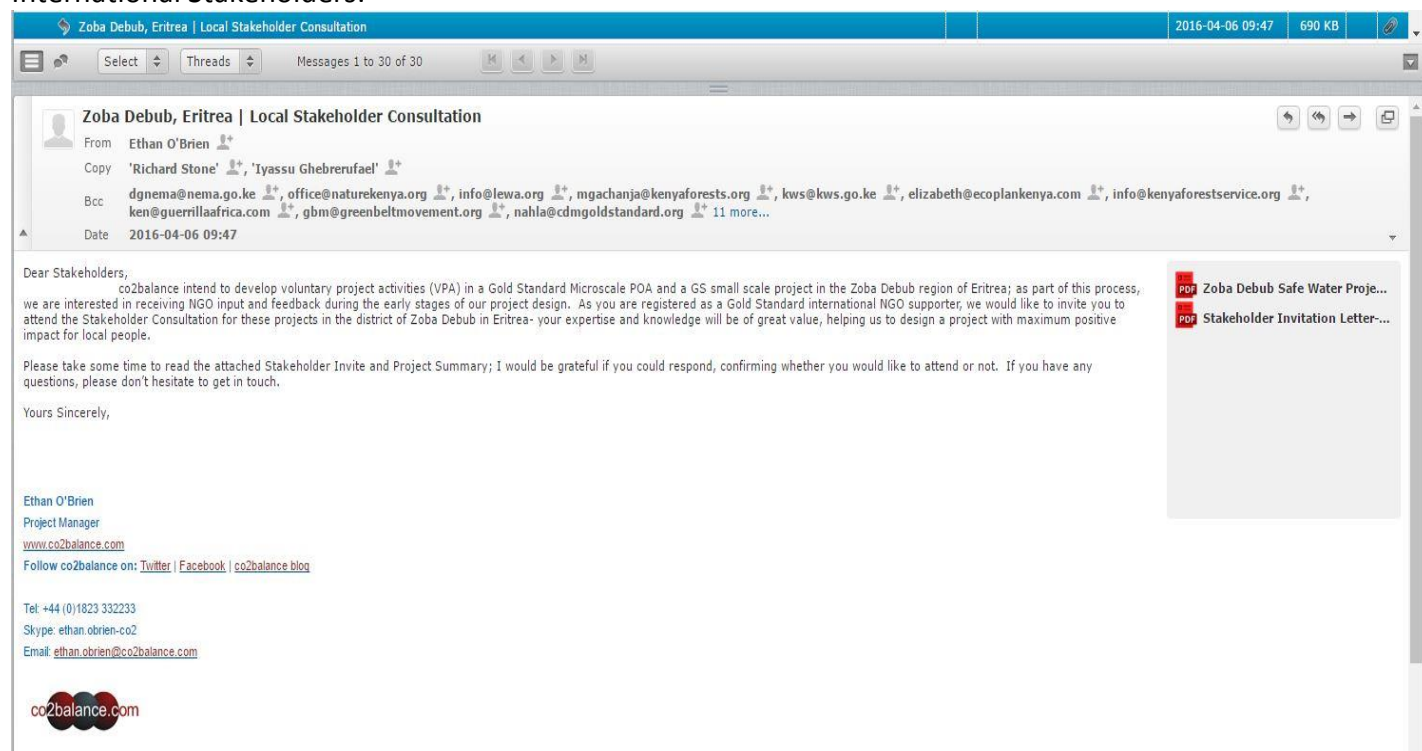 International Stakeholders:
Zoba Debub, Eritrea | Local Stakeholder Consultation 2016-04-06 09:47 690 KB
Select Threads Messages 1 to 30 of 30
Zoba Debub, Eritrea | Local Stakeholder Consultation
From Ethan O'Brien
Copy 'Richard Stone' , 'Iyassu Ghebrerufael'
Bcc dgnema@nema.go.ke , office@naturekenya.org , info@lewa.org , mgachanja@kenyaforests.org , kws@kws.go.ke , elizabeth@ecoplankenya.com , info@kenyaforestservice.org ,
ken@guerrillaafrica.com , gbm@greenbeltmovement.org , nahla@cdmgoldstandard.org 11 more...
Date 2016-04-06 09:47
Dear Stakeholders,
co2balance intend to develop voluntary project activities (VPA) in a Gold Standard Microscale POA and a GS small scale project in the Zoba Debub region of Eritrea; as part of this process,
we are interested in receiving NGO input and feedback during the early stages of our project design. As you are registered as a Gold Standard international NGO supporter, we would like to invite you to
attend the Stakeholder Consultation for these projects in the district of Zoba Debub in Eritrea- your expertise and knowledge will be of great value, helping us to design a project with maximum positive
impact for local people.
Please take some time to read the attached Stakeholder Invite and Project Summary; I would be grateful if you could respond, confirming whether you would like to attend or not. If you have any
questions, please don't hesitate to get in touch.
Yours Sincerely,
Ethan O'Brien
Project Manager
www.co2balance.com
Follow co2balance on: Twitter | Facebook | co2balance blog
Tel: +44 (0)1823 332233
Skype: ethan.obrien-co2
Email: ethan.obrien@co2balance.com
co2balance.com
PDF Zoba Debub Safe Water Proje...
PDF Stakeholder Invitation Letter-...